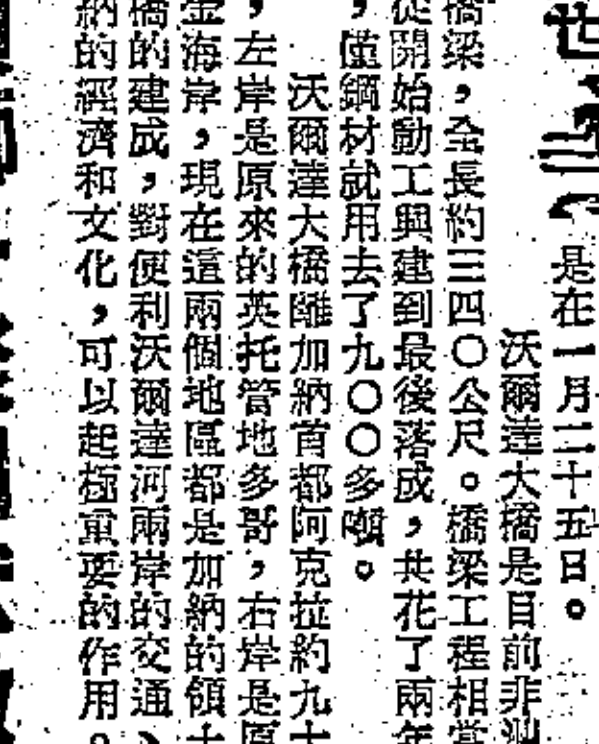 是在一月二十五日。
沃爾達大橋是目前非洲
橋梁，全長約三四〇公尺。橋梁工程相當
從開始動工興建到最後落成，共花了兩年
，僅鋼材就用去了九〇〇多噸。
沃爾達大橋離加納首都阿克拉約九十
，左岸是原來的英托管地多哥，右岸是原
金海岸，現在這兩個地區都是加納的領土
橋的建成，對便利沃爾達河兩岸的交通、
納的經濟和文化，可以起極重要的作用。